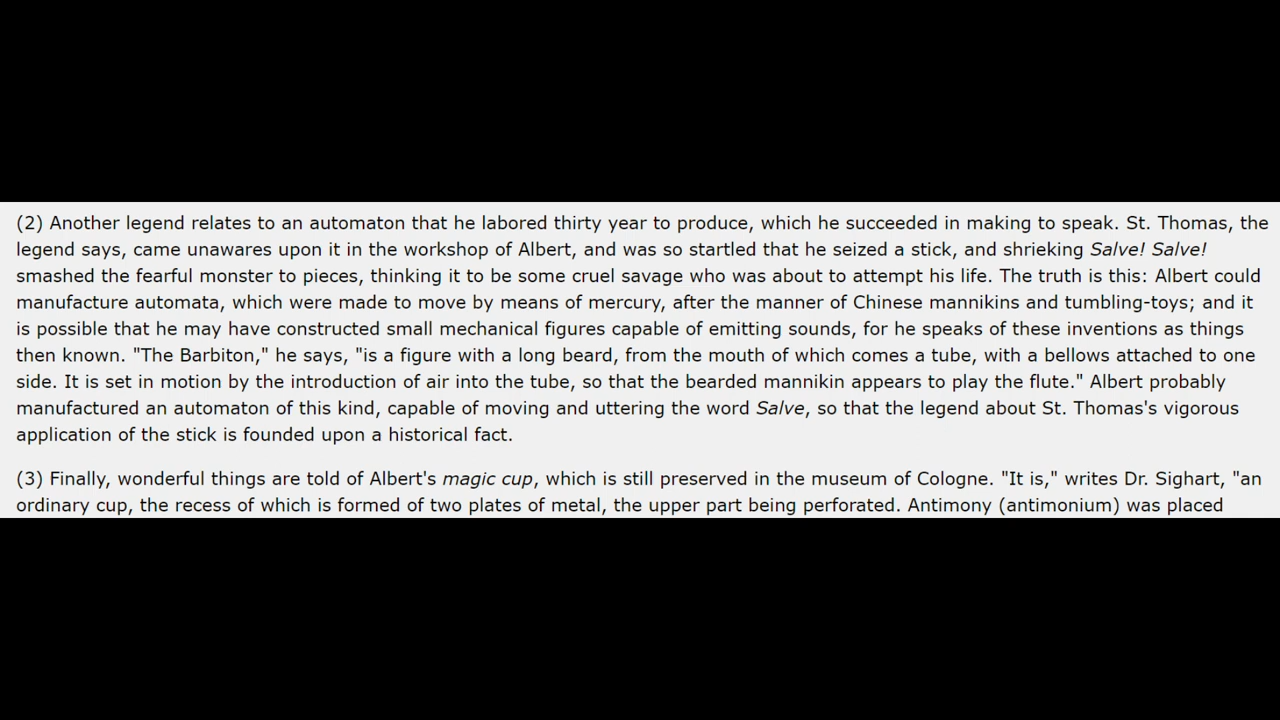 (2) Another legend relates to an automaton that he labored thirty year to produce, which he succeeded in making to speak. St. Thomas, the
legend says, came unawares upon it in the workshop of Albert, and was so startled that he seized a stick, and shrieking Salve! Salve!
smashed the fearful monster to pieces, thinking it to be some cruel savage who was about to attempt his life. The truth is this: Albert could
manufacture automata, which were made to move by means of mercury, after the manner of Chinese mannikins and tumbling-toys; and it
is possible that he may have constructed small mechanical figures capable of emitting sounds, for he speaks of these inventions as things
then known. "The Barbiton," he says, "is a figure with a long beard, from the mouth of which comes a tube, with a bellows attached to one
side. It is set in motion by the introduction of air into the tube, so that the bearded mannikin appears to play the flute." Albert probably
manufactured an automaton of this kind, capable of moving and uttering the word Salve, so that the legend about St. Thomas's vigorous
application of the stick is founded upon a historical fact.
(3) Finally, wonderful things are told of Albert's magic cup, which is still preserved in the museum of Cologne. "It is," writes Dr. Sighart, "an
ordinary cup, the recess of which is formed of two plates of metal, the upper part being perforated. Antimony (antimonium) was placed